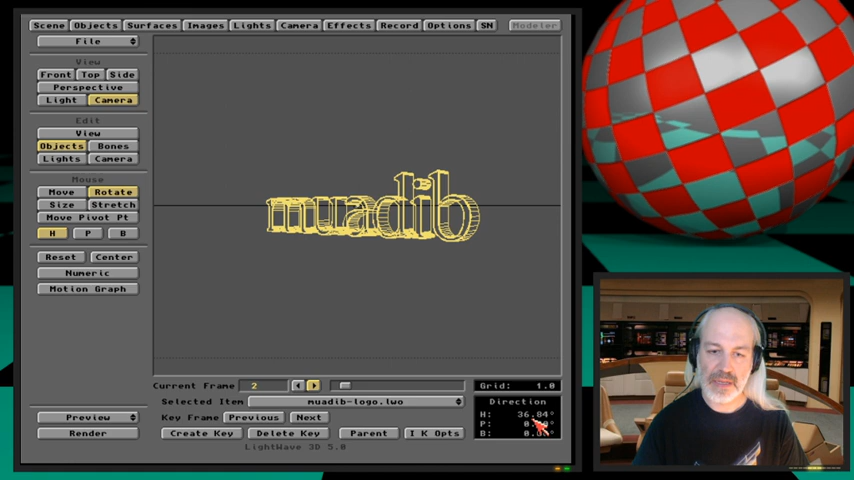 Scene Objects Surfaces Images Lights Camera Effects Record Options SN Modeler
File
View
Front Top Side
Perspective
Light Camera
Edit
View
Objects Bones
Lights Camera
Mouse
Move Rotate
Size Stretch
Move Pivot Pt
H P B
Reset Center
Numeric
Motion Graph
muadib
Current Frame 2 Grid: 1.0
Selected Item muadib-logo.lwo Direction
Preview Key Frame Previous Next H: 36.84°
P:
Render Create Key Delete Key Parent I K Opts B:
LightWave 3D 5.0